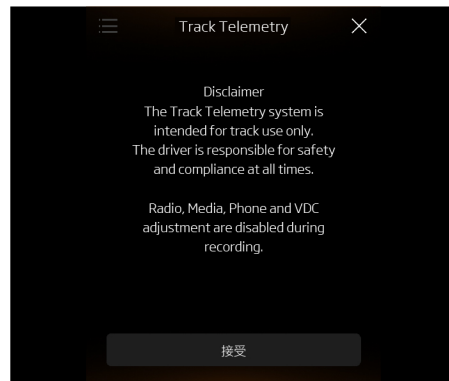 Track Telemetry
Disclaimer
The Track Telemetry system is
intended for track use only.
The driver is responsible for safety
and compliance at all times.
Radio, Media, Phone and VDC
adjustment are disabled during
recording.
接受